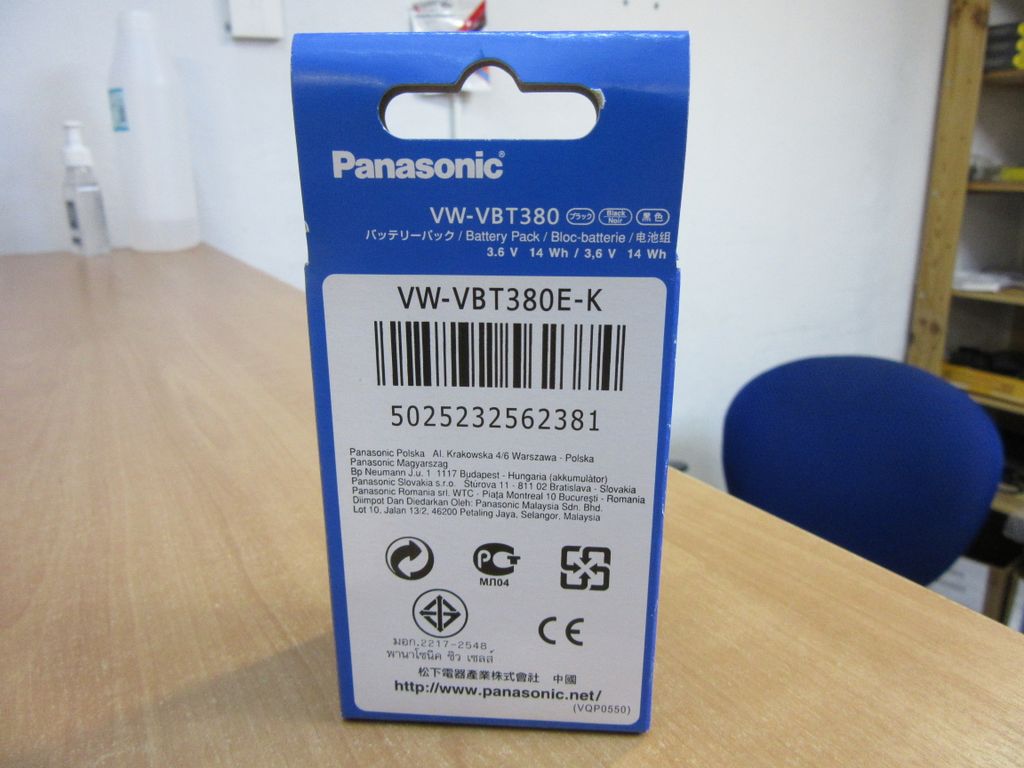 Panasonic®
VW-VBT380 ブラック Black Noir 黒色
バッテリーパック / Battery Pack / Bloc-batterie / 电池组
3.6 V 14 Wh / 3,6 V 14 Wh
VW-VBT380E-K
5025232562381
Panasonic Polska Al. Krakowska 4/6 Warszawa - Polska
Panasonic Magyarszag
Bp Neumann J.u. 1 1117 Budapest - Hungaria (akkumulátor)
Panasonic Slovakia s.r.o. Šturova 11 - 811 02 Bratislava - Slovakia
Panasonic Romania srl. WTC - Piața Montreal 10 București - Romania
Diimpot Dan Diedarkan Oleh: Panasonic Malaysia Sdn. Bhd.
Lot 10, Jalan 13/2, 46200 Petaling Jaya, Selangor, Malaysia
РСТ
МЛ04
CE
มอก.2217-2548
พานาโซนิค ซิว เซลส์
松下電器產業株式會社 中國
http://www.panasonic.net/
(VQP0550)